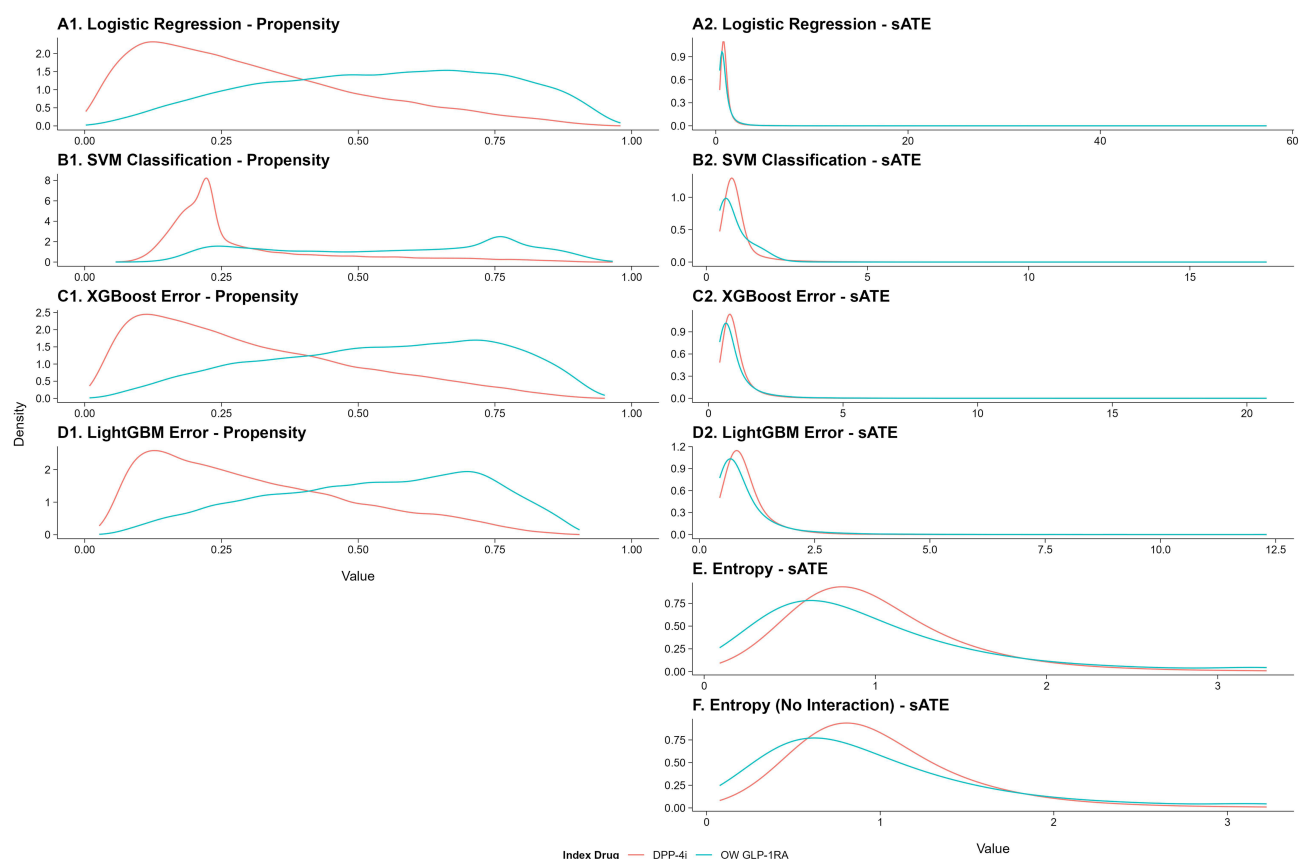 A1. Logistic Regression - Propensity
2.0
1.5
1.0
0.5
0.0
0.00 0.25 0.50 0.75 1.00
A2. Logistic Regression - sATE
0.9
0.6
0.3
0.0
0 20 40 60
B1. SVM Classification - Propensity
8
6
4
2
0
0.00 0.25 0.50 0.75 1.00
B2. SVM Classification - sATE
1.0
0.5
0.0
0 5 10 15
C1. XGBoost Error - Propensity
2.5
2.0
1.5
1.0
0.5
0.0
0.00 0.25 0.50 0.75 1.00
C2. XGBoost Error - sATE
0.9
0.6
0.3
0.0
0 5 10 15 20
Density
D1. LightGBM Error - Propensity
2
1
0
0.00 0.25 0.50 0.75 1.00
Value
D2. LightGBM Error - sATE
1.2
0.9
0.6
0.3
0.0
0.0 2.5 5.0 7.5 10.0 12.5
E. Entropy - sATE
0.75
0.50
0.25
0.00
0 1 2 3
F. Entropy (No Interaction) - sATE
0.75
0.50
0.25
0.00
0 1 2 3
Value
Index Drug DPP-4i OW GLP-1RA